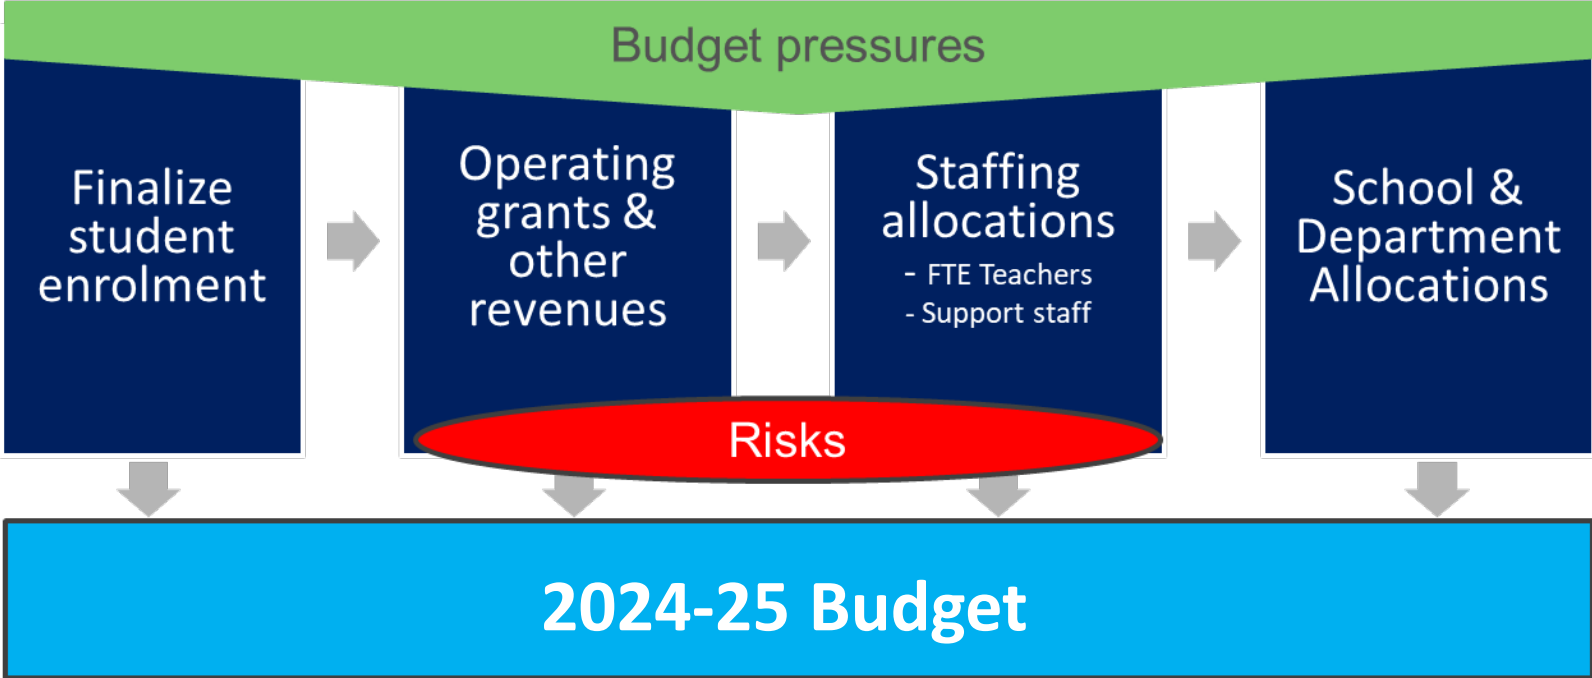 Budget pressures
Finalize
student
enrolment
Operating
grants &
other
revenues
Staffing
allocations
- FTE Teachers
- Support staff
School &
Department
Allocations
Risks
2024-25 Budget